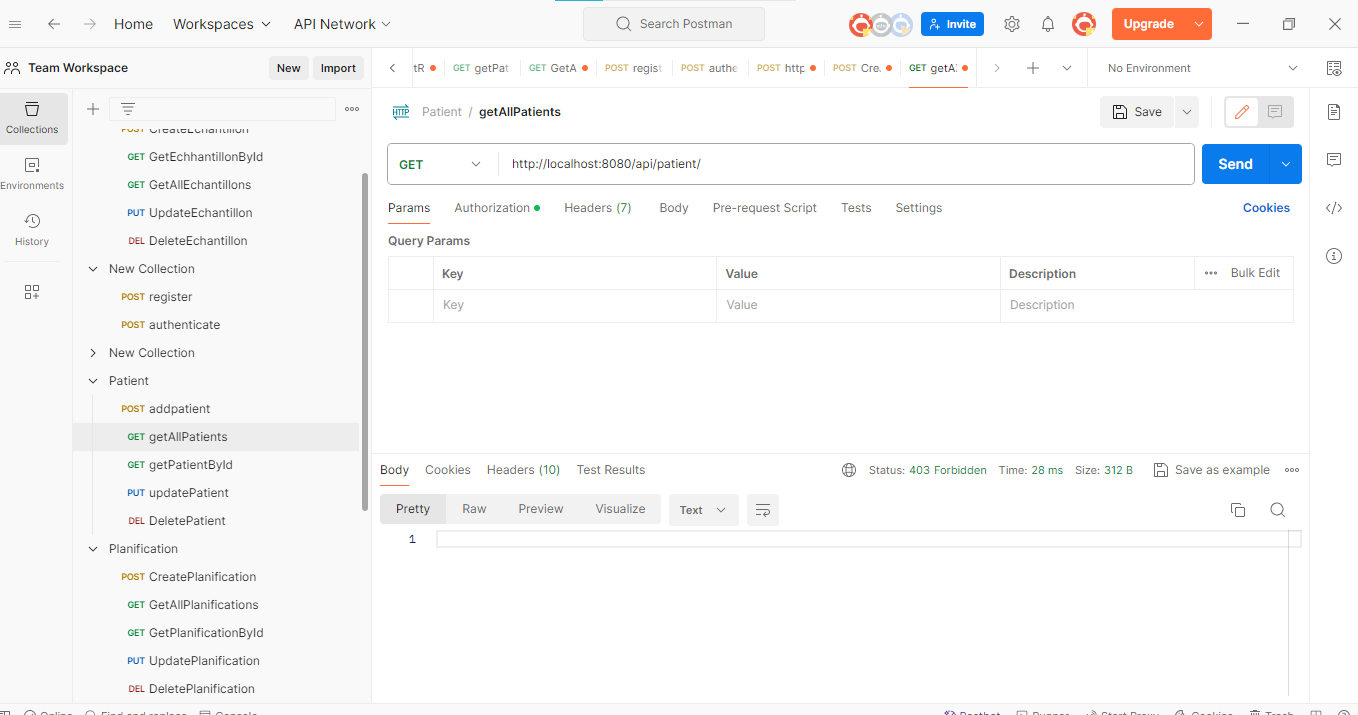 Home Workspaces API Network Search Postman Invite Upgrade
Team Workspace New Import
getPat GetA regist authe http Cre. getA No Environment
GET GET POST POST POST POST GET
Collections
Environments
History
POST CreateEchantillon
GET GetEchhantillonById
GET GetAllEchantillons
PUT UpdateEchantillon
DEL DeleteEchantillon
New Collection
POST register
POST authenticate
New Collection
Patient
POST addpatient
GET getAllPatients
GET getPatientById
PUT updatePatient
DEL DeletePatient
Planification
POST CreatePlanification
GET GetAllPlanifications
GET GetPlanificationById
PUT UpdatePlanification
DEL DeletePlanification
HTTP Patient / getAllPatients Save
GET http://localhost:8080/api/patient/ Send
Params Authorization Headers (7) Body Pre-request Script Tests Settings Cookies
Query Params
Key Value Description Bulk Edit
Key Value Description
Body Cookies Headers (10) Test Results Status: 403 Forbidden Time: 28 ms Size: 312 B Save as example
Pretty Raw Preview Visualize Text
1
Online Find and replace Console Postbot Runner Start Proxy Cookies Trash